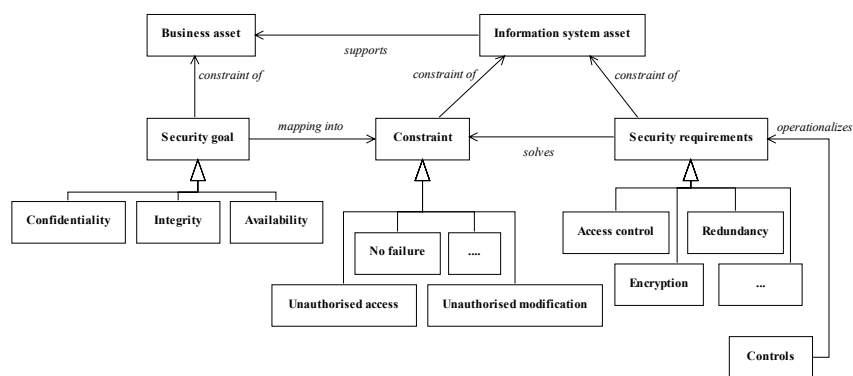 Business asset
Information system asset
supports
constraint of
constraint of
constraint of
Security goal
mapping into
Constraint
solves
Security requirements
operationalizes
Confidentiality
Integrity
Availability
No failure
....
Unauthorised access
Unauthorised modification
Access control
Redundancy
Encryption
...
Controls